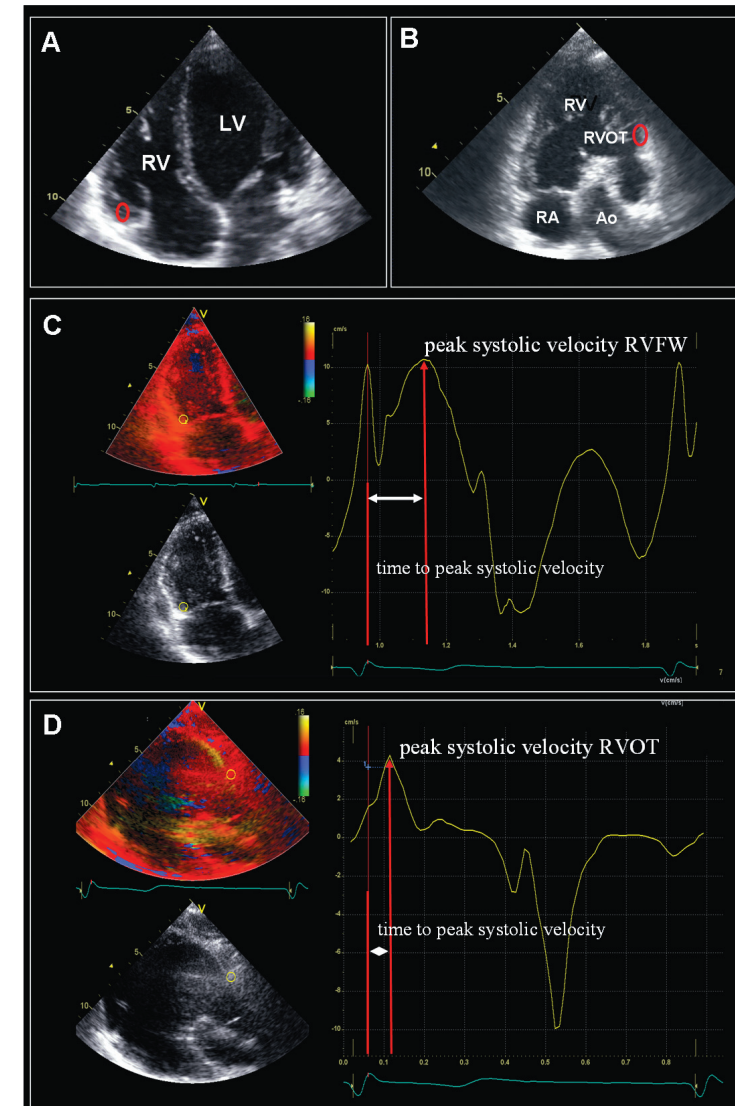 A
5
LV
RV
10
B
5
RV
RVOT
10
RA
Ao
C
V
16
5
-.16
10
V
5
10
cm/s
peak systolic velocity RVFW
10
5
0
-5
time to peak systolic velocity
-10
1.0
1.2
1.4
1.6
1.8
s
v(cm/s)
7
D
V
16
5
10
-.16
V
5
10
v(cm/s)
cm/s
peak systolic velocity RVOT
4
2
0
-2
-4
time to peak systolic velocity
-6
-8
-10
0.0
0.1
0.2
0.3
0.4
0.5
0.6
0.7
0.8